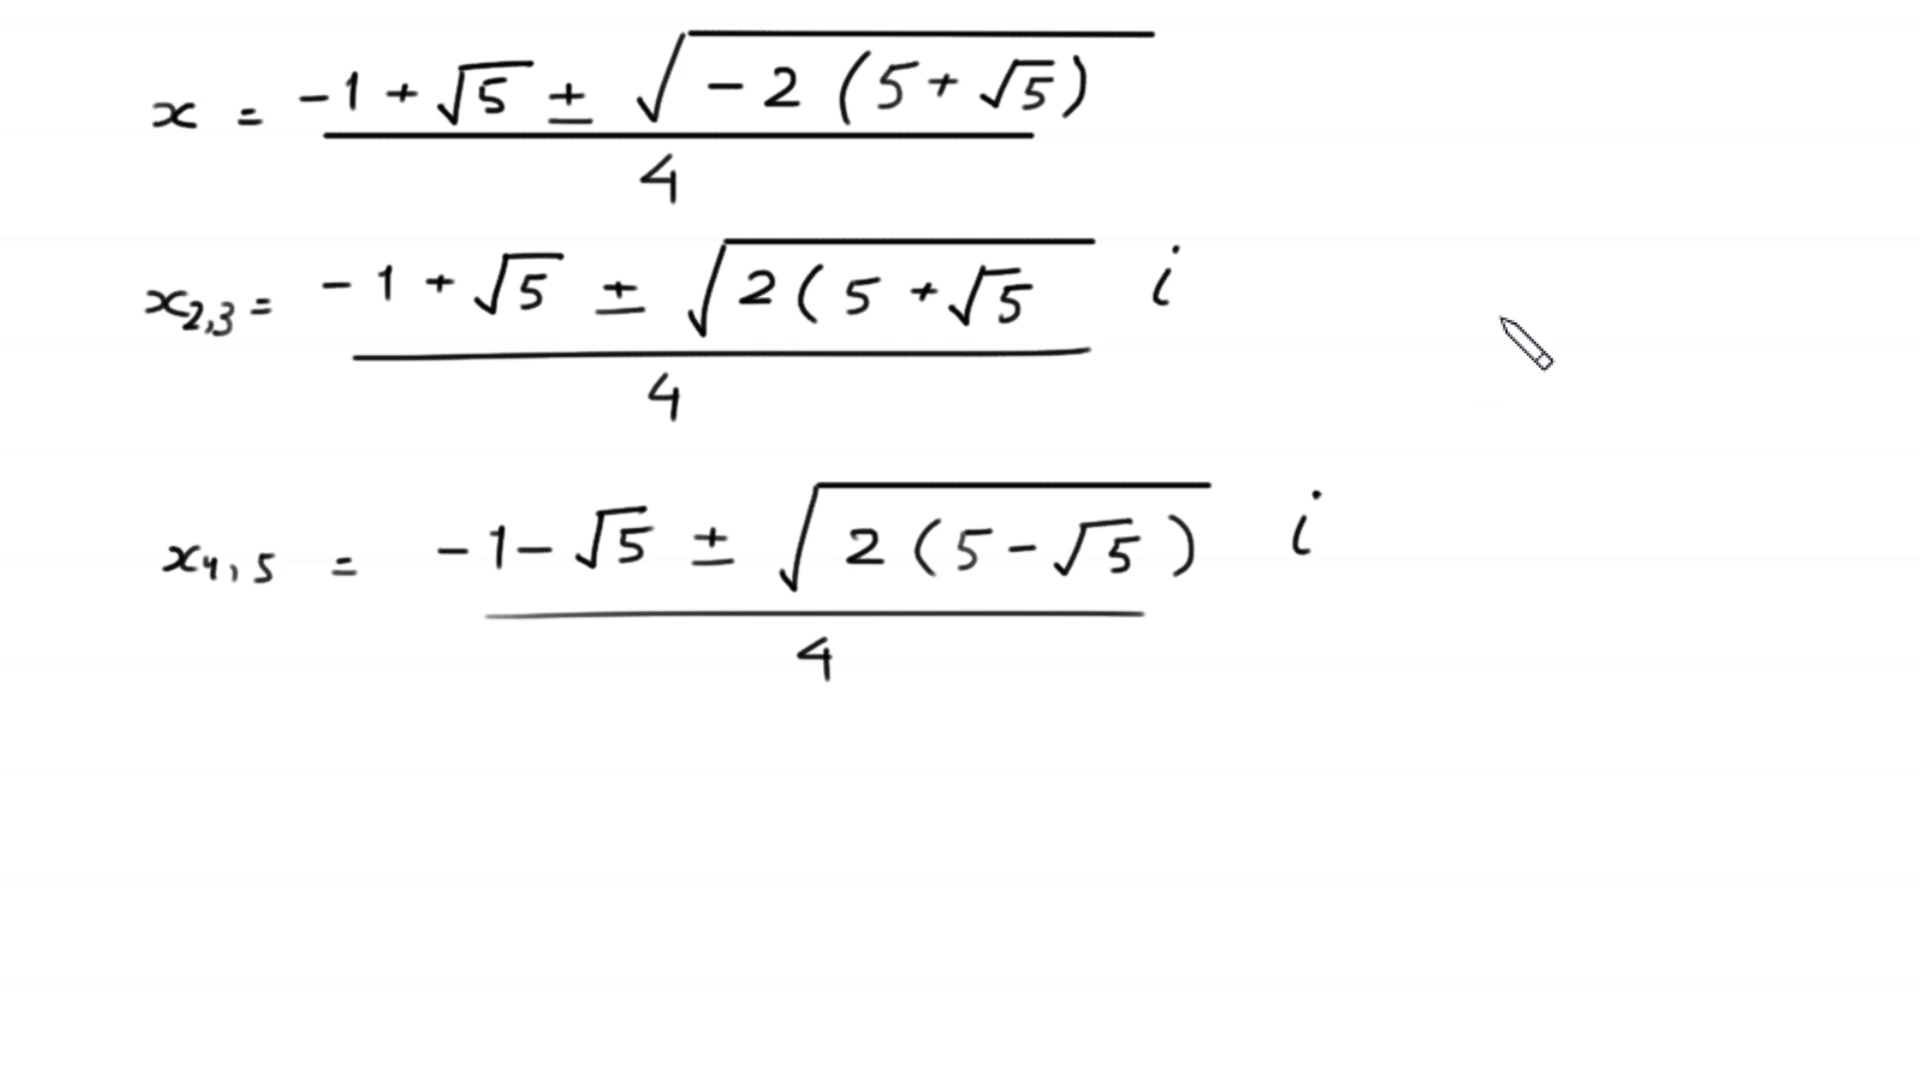 x = (-1 + √5 ± √(-2 (5 + √5))) / 4
x₂,₃ = (-1 + √5 ± √(2 (5 + √5) i) / 4
x₄,₅ = (-1 - √5 ± √(2 (5 - √5)) i) / 4